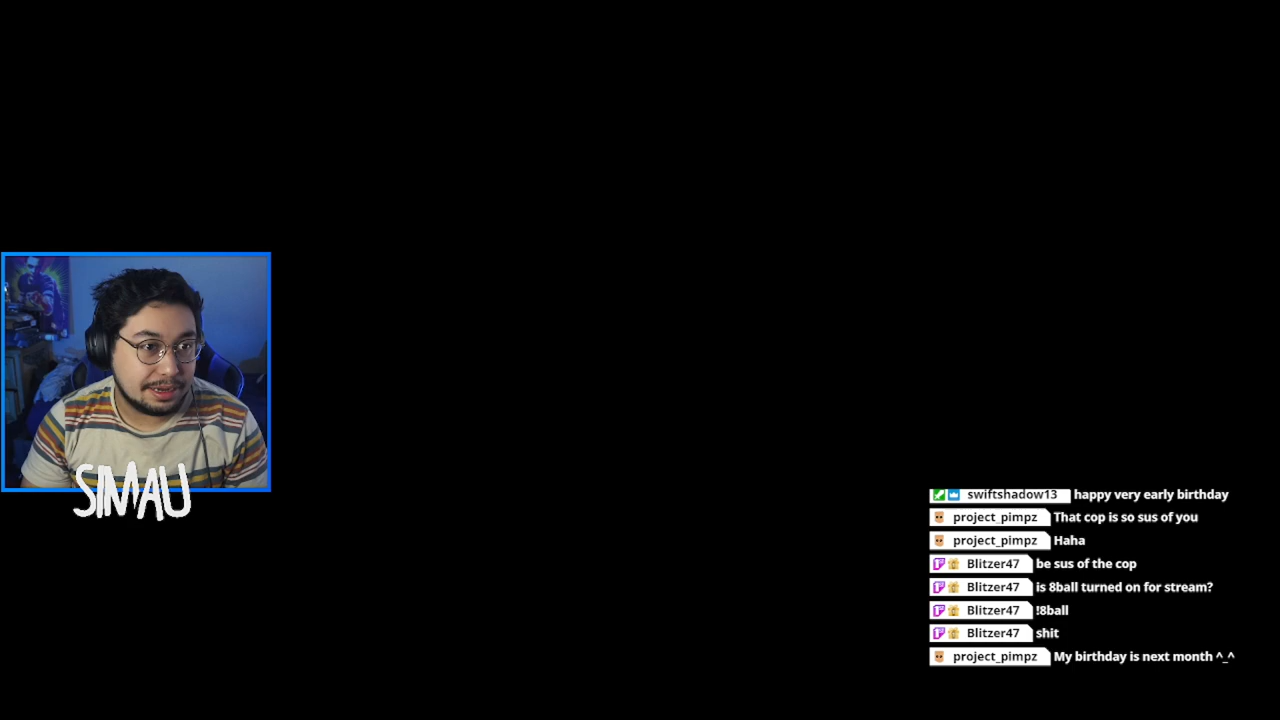 SIMAU
swiftshadow13 happy very early birthday
project_pimpz That cop is so sus of you
project_pimpz Haha
Blitzer47 be sus of the cop
Blitzer47 is 8ball turned on for stream?
Blitzer47 !8ball
Blitzer47 shit
project_pimpz My birthday is next month ^_^